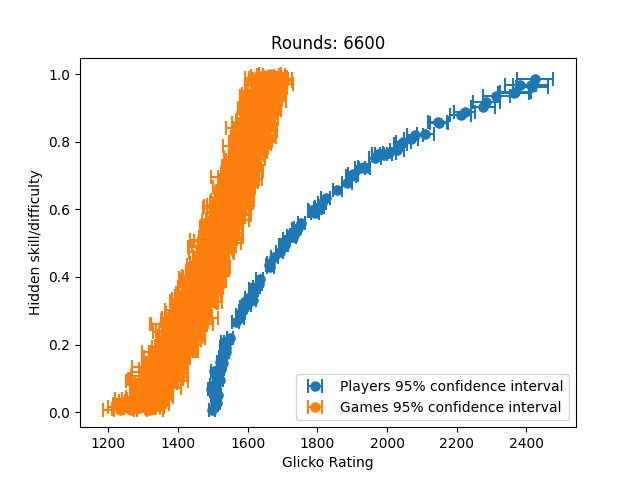 Rounds: 6600
1.0
0.8
0.6
0.4
0.2
0.0
Hidden skill/difficulty
Players 95% confidence interval
Games 95% confidence interval
1200 1400 1600 1800 2000 2200 2400
Glicko Rating